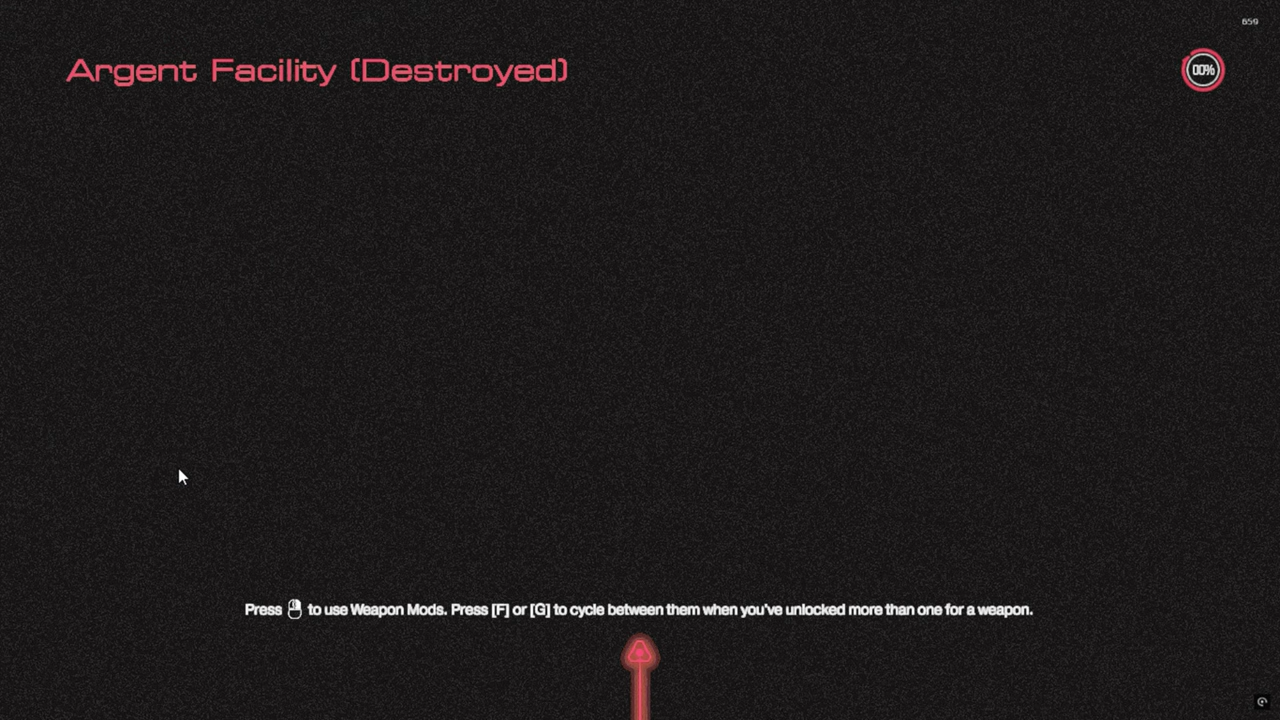 659
Argent Facility (Destroyed)
00%
Press to use Weapon Mods. Press [F] or [G] to cycle between them when you've unlocked more than one for a weapon.